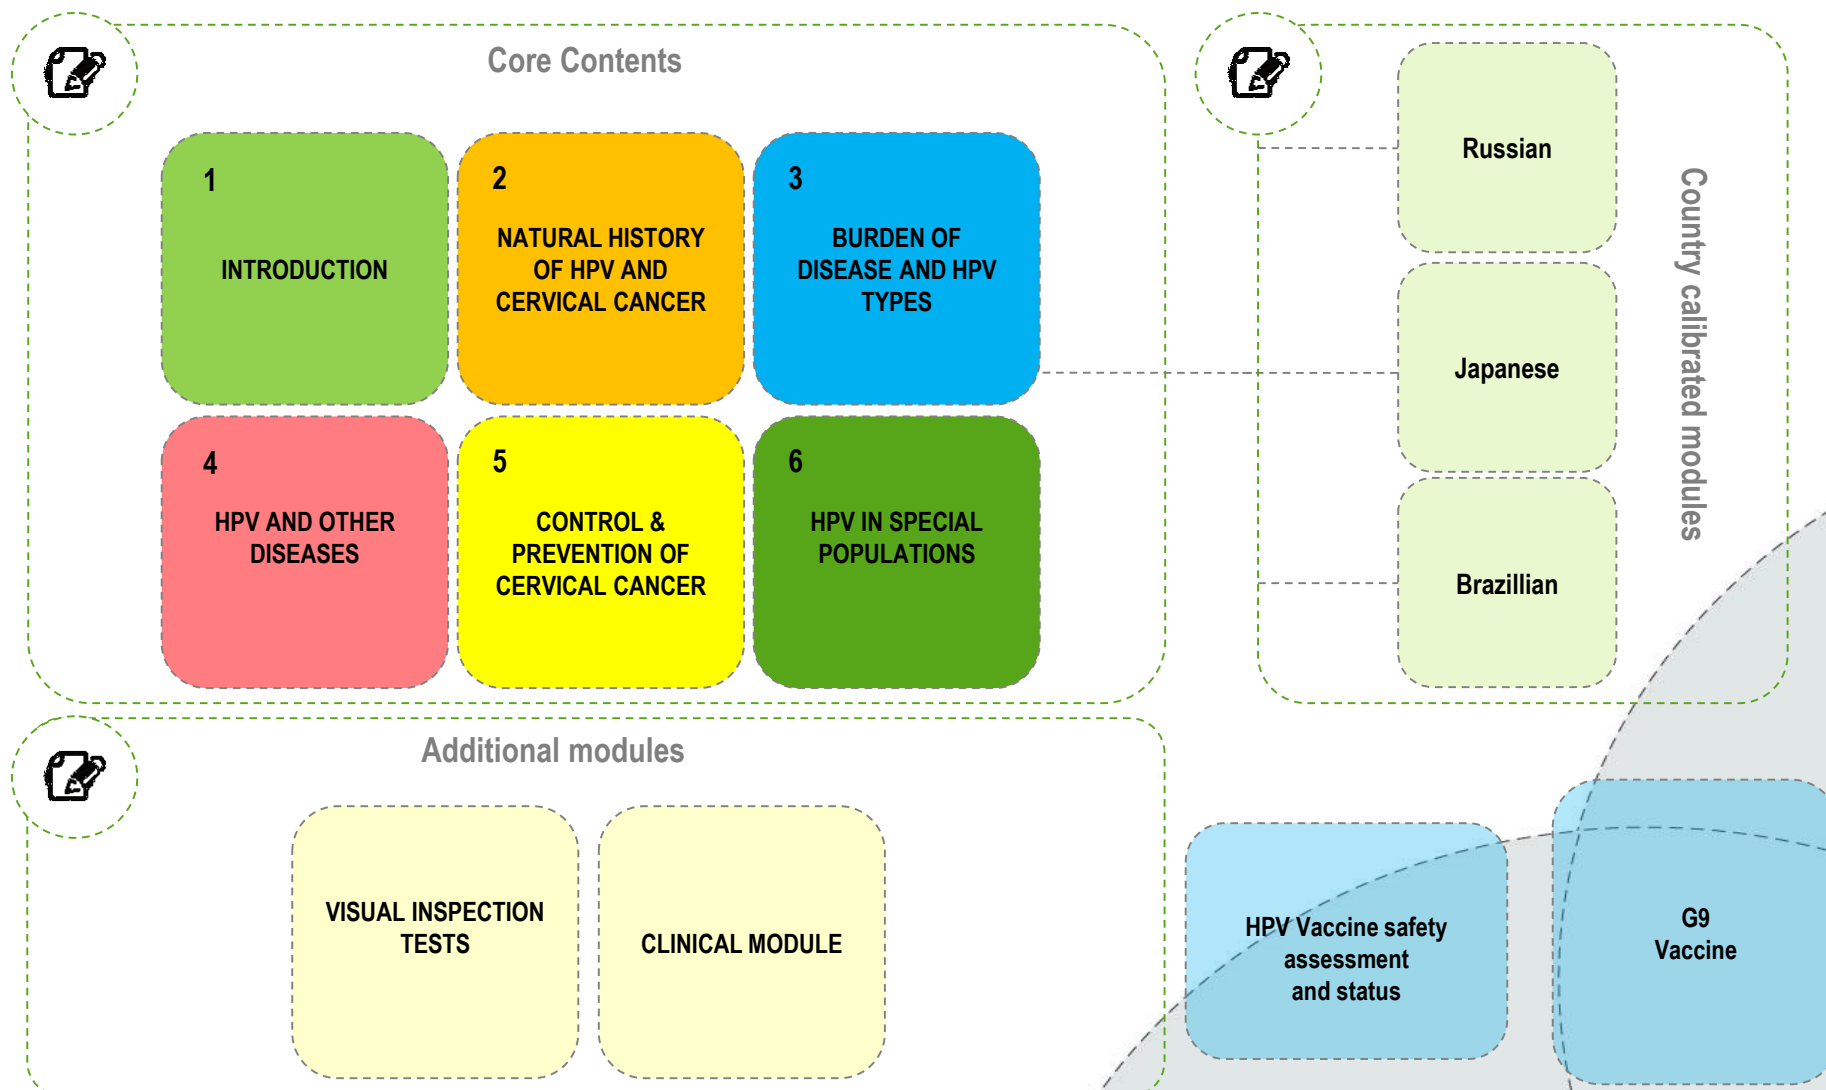 Core Contents
1
INTRODUCTION
2
NATURAL HISTORY
OF HPV AND
CERVICAL CANCER
3
BURDEN OF
DISEASE AND HPV
TYPES
4
HPV AND OTHER
DISEASES
5
CONTROL &
PREVENTION OF
CERVICAL CANCER
6
HPV IN SPECIAL
POPULATIONS
Russian
Japanese
Brazillian
Country calibrated modules
Additional modules
VISUAL INSPECTION
TESTS
CLINICAL MODULE
HPV Vaccine safety
assessment
and status
G9
Vaccine